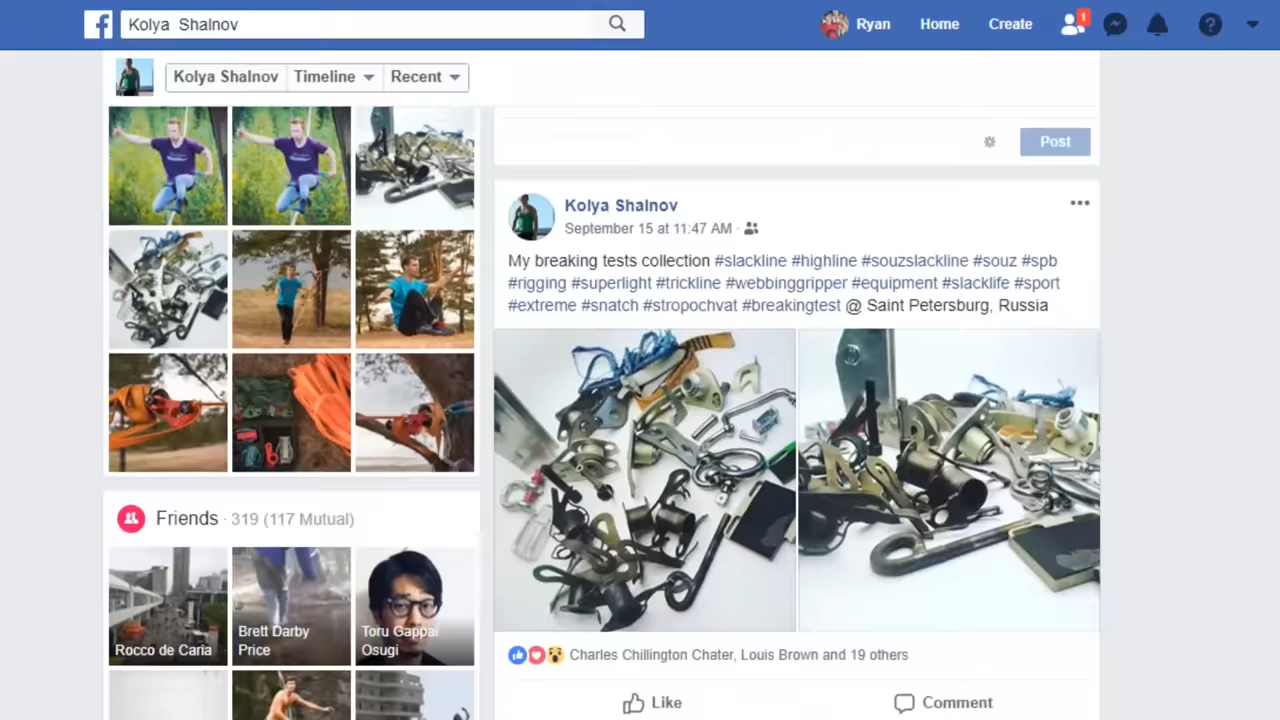 Kolya Shalnov
Ryan
Home
Create
1
Kolya Shalnov
Timeline
Recent
Post
Kolya Shalnov
September 15 at 11:47 AM ·
My breaking tests collection #slackline #highline #souzslackline #souz #spb
#rigging #superlight #trickline #webbinggripper #equipment #slacklife #sport
#extreme #snatch #stropochvat #breakingtest @ Saint Petersburg, Russia
Friends · 319 (117 Mutual)
Rocco de Caria
Brett Darby
Price
Toru Gappai
Osugi
Charles Chillington Chater, Louis Brown and 19 others
Like
Comment